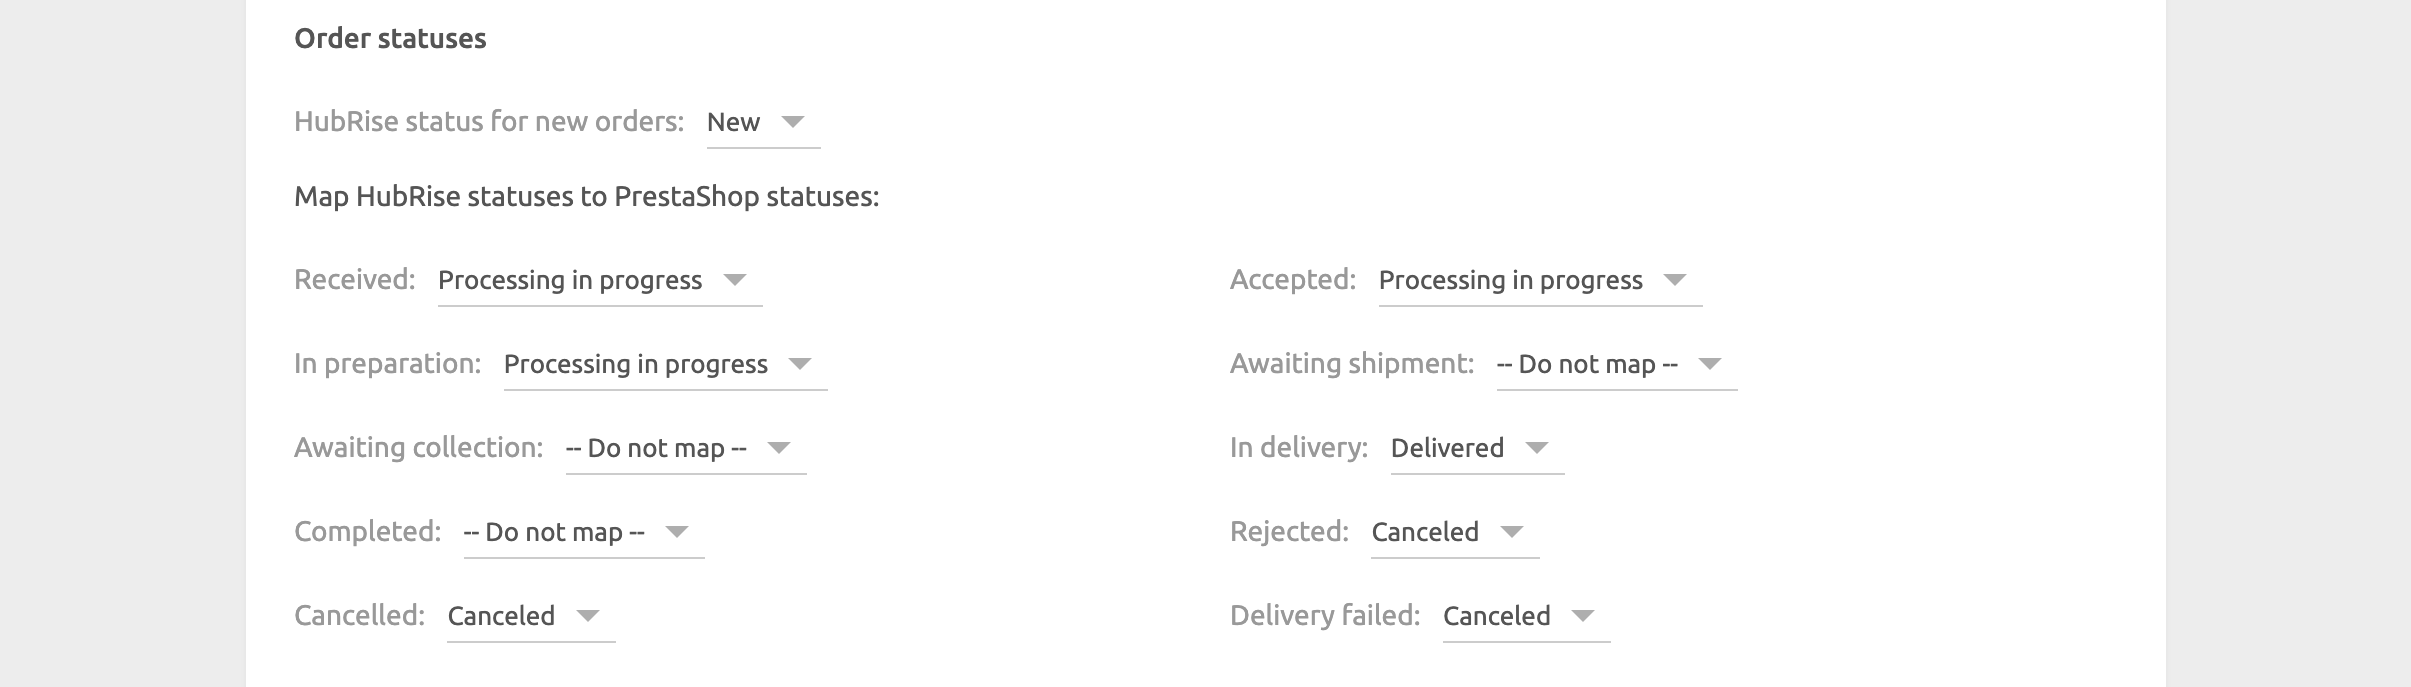 Order statuses
HubRise status for new orders: New
Map HubRise statuses to PrestaShop statuses:
Received: Processing in progress
Accepted: Processing in progress
In preparation: Processing in progress
Awaiting shipment: -- Do not map --
Awaiting collection: -- Do not map --
In delivery: Delivered
Completed: -- Do not map --
Rejected: Canceled
Cancelled: Canceled
Delivery failed: Canceled